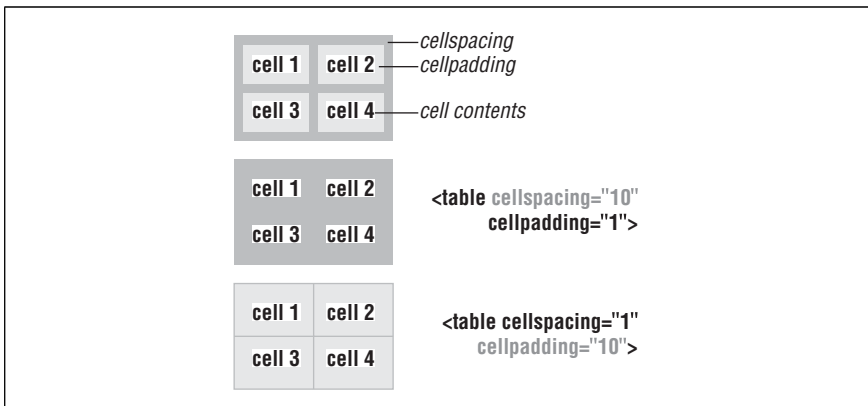 cell 1 cell 2
cell 3 cell 4
cellspacing
cellpadding
cell contents
cell 1 cell 2
cell 3 cell 4
<table cellspacing="10"
cellpadding="1">
cell 1 cell 2
cell 3 cell 4
<table cellspacing="1"
cellpadding="10">